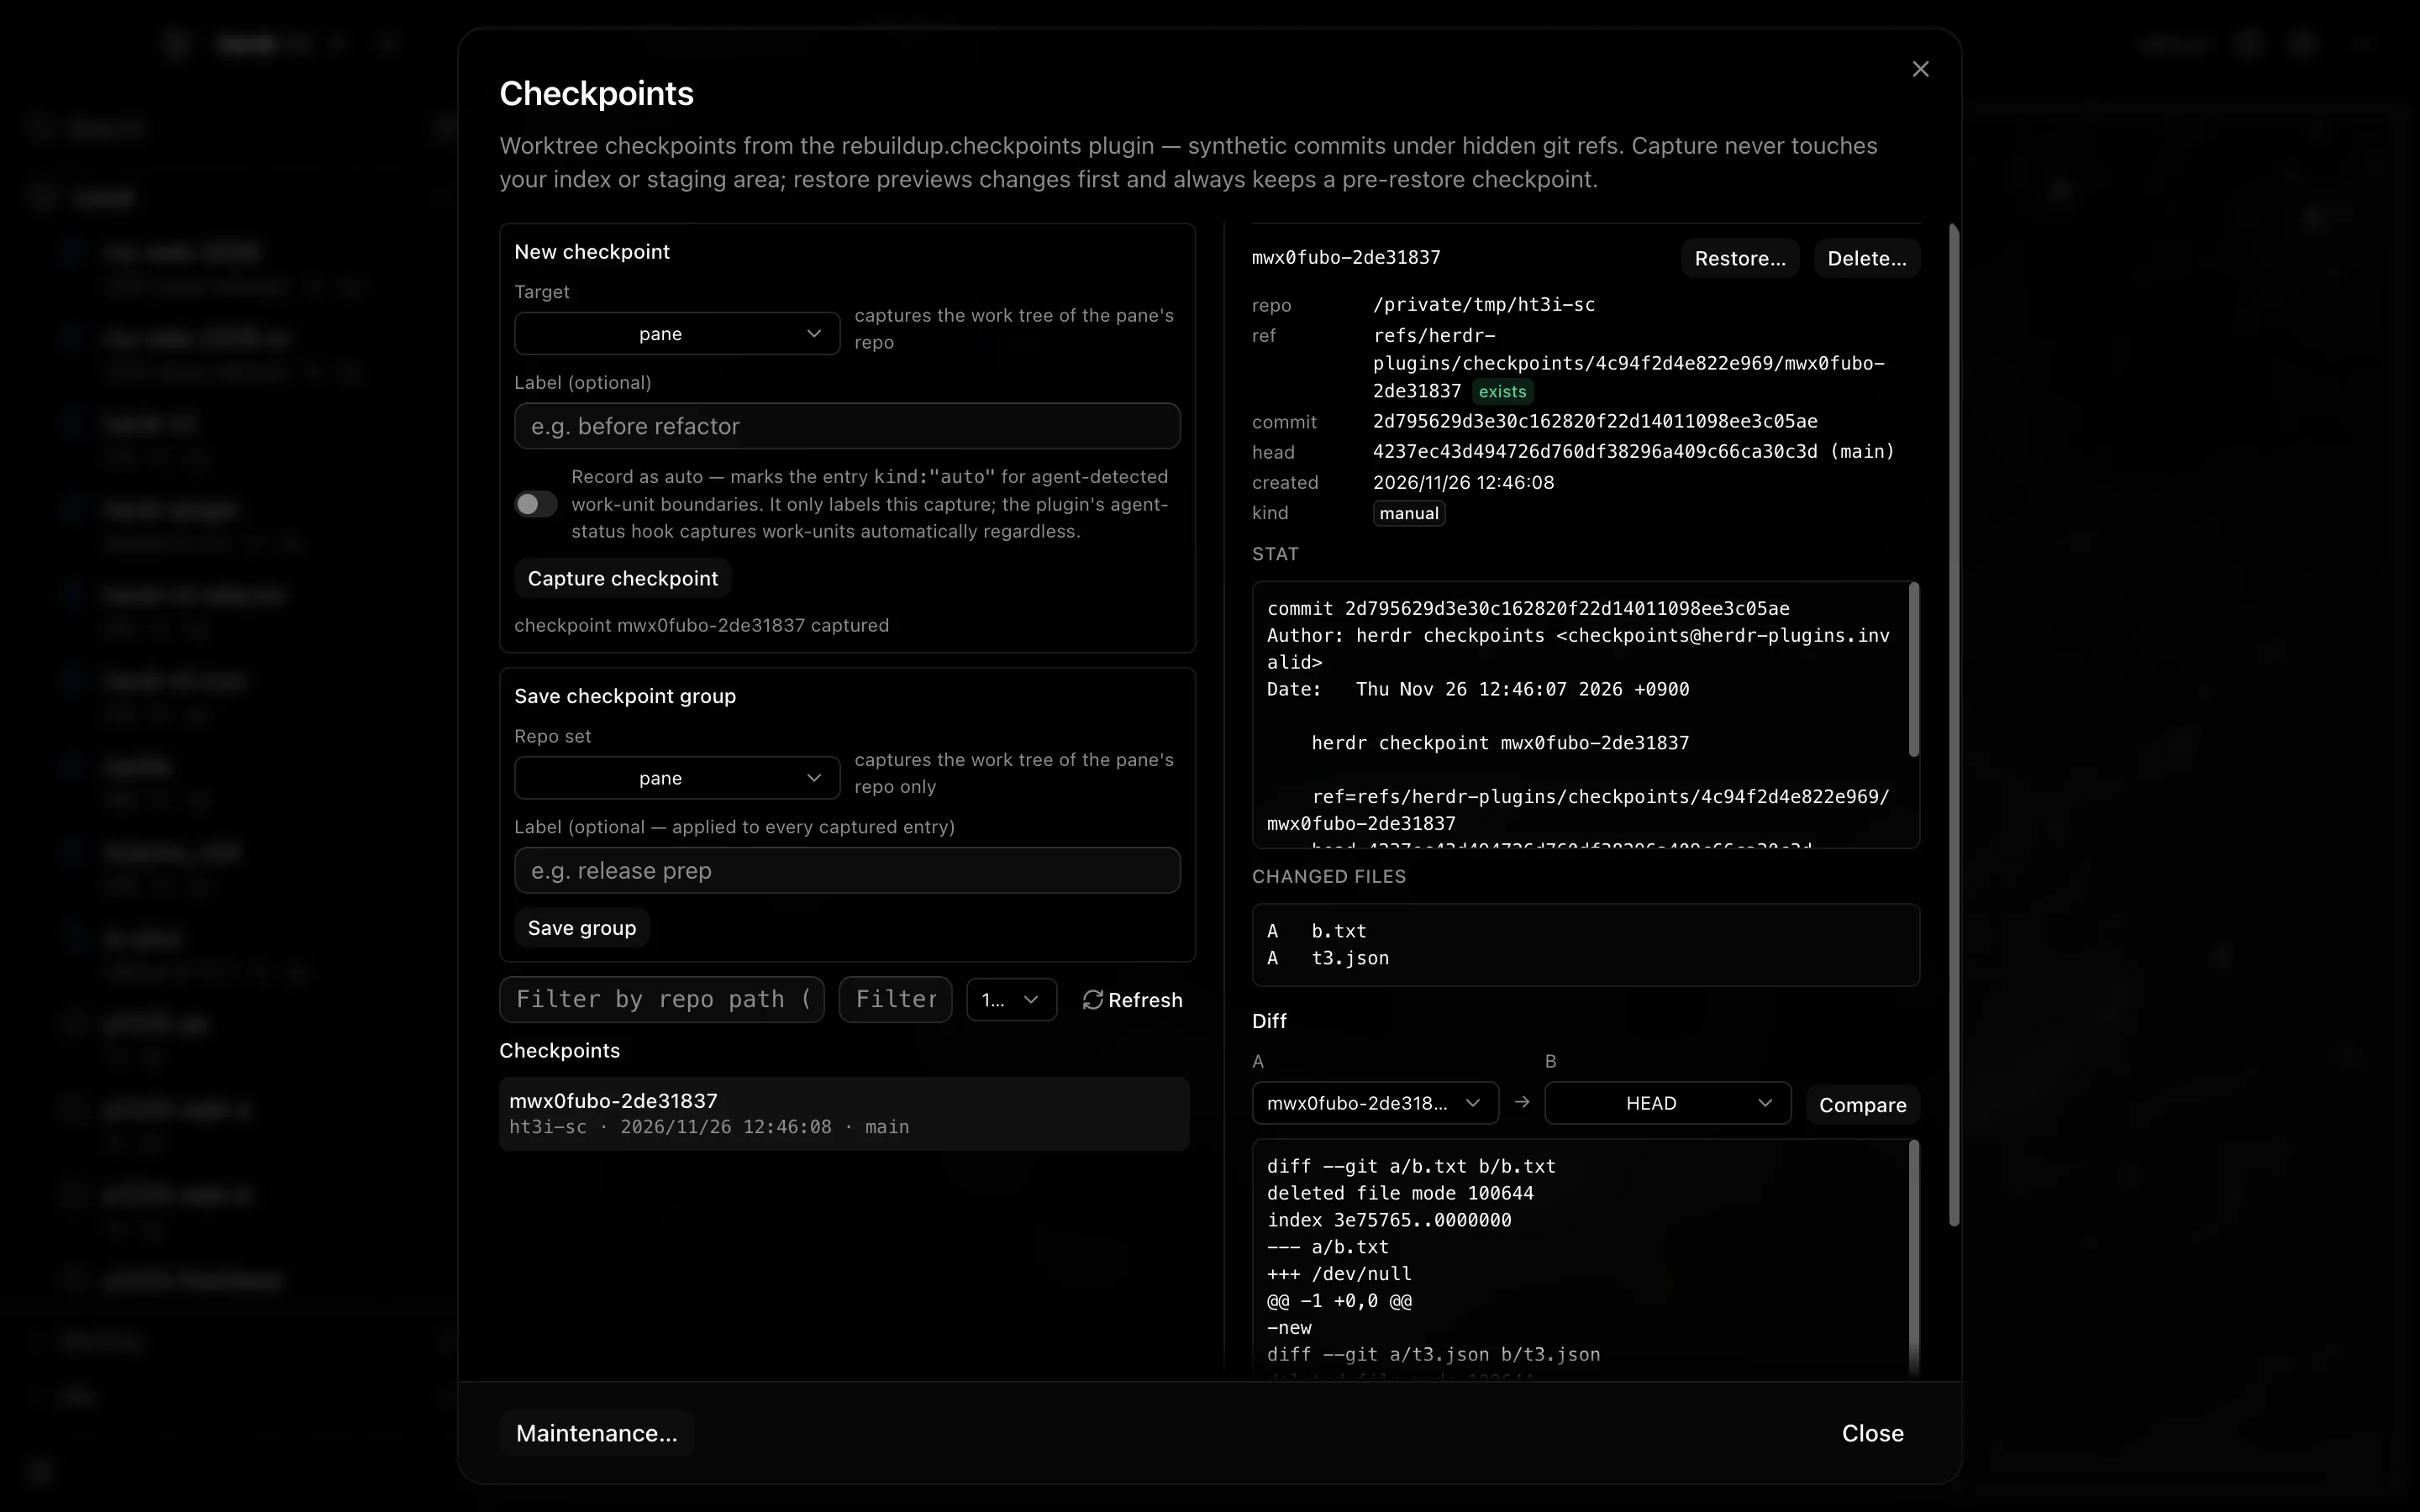 Checkpoints
Worktree checkpoints from the rebuildup.checkpoints plugin — synthetic commits under hidden git refs. Capture never touches
your index or staging area; restore previews changes first and always keeps a pre-restore checkpoint.
New checkpoint
Target
pane
captures the work tree of the pane's
repo
Label (optional)
e.g. before refactor
Record as auto — marks the entry kind:"auto" for agent-detected
work-unit boundaries. It only labels this capture; the plugin's agent-
status hook captures work-units automatically regardless.
Capture checkpoint
checkpoint mwx0fubo-2de31837 captured
Save checkpoint group
Repo set
pane
captures the work tree of the pane's
repo only
Label (optional — applied to every captured entry)
e.g. release prep
Save group
Filter by repo path (
Filter
1...
Refresh
Checkpoints
mwx0fubo-2de31837
ht3i-sc · 2026/11/26 12:46:08 · main
mwx0fubo-2de31837
Restore...
Delete...
repo /private/tmp/ht3i-sc
ref refs/herdr-
plugins/checkpoints/4c94f2d4e822e969/mwx0fubo-
2de31837 exists
commit 2d795629d3e30c162820f22d14011098ee3c05ae
head 4237ec43d494726d760df38296a409c66ca30c3d (main)
created 2026/11/26 12:46:08
kind manual
STAT
commit 2d795629d3e30c162820f22d14011098ee3c05ae
Author: herdr checkpoints <checkpoints@herdr-plugins.inv
alid>
Date:   Thu Nov 26 12:46:07 2026 +0900
herdr checkpoint mwx0fubo-2de31837
ref=refs/herdr-plugins/checkpoints/4c94f2d4e822e969/
mwx0fubo-2de31837
head 4237ec43d494726d760df38296a409c66ca30c3d
CHANGED FILES
A   b.txt
A   t3.json
Diff
A
B
mwx0fubo-2de318...
→
HEAD
Compare
diff --git a/b.txt b/b.txt
deleted file mode 100644
index 3e75765..0000000
--- a/b.txt
+++ /dev/null
@@ -1 +0,0 @@
-new
diff --git a/t3.json b/t3.json
deleted file mode 100644
Maintenance...
Close